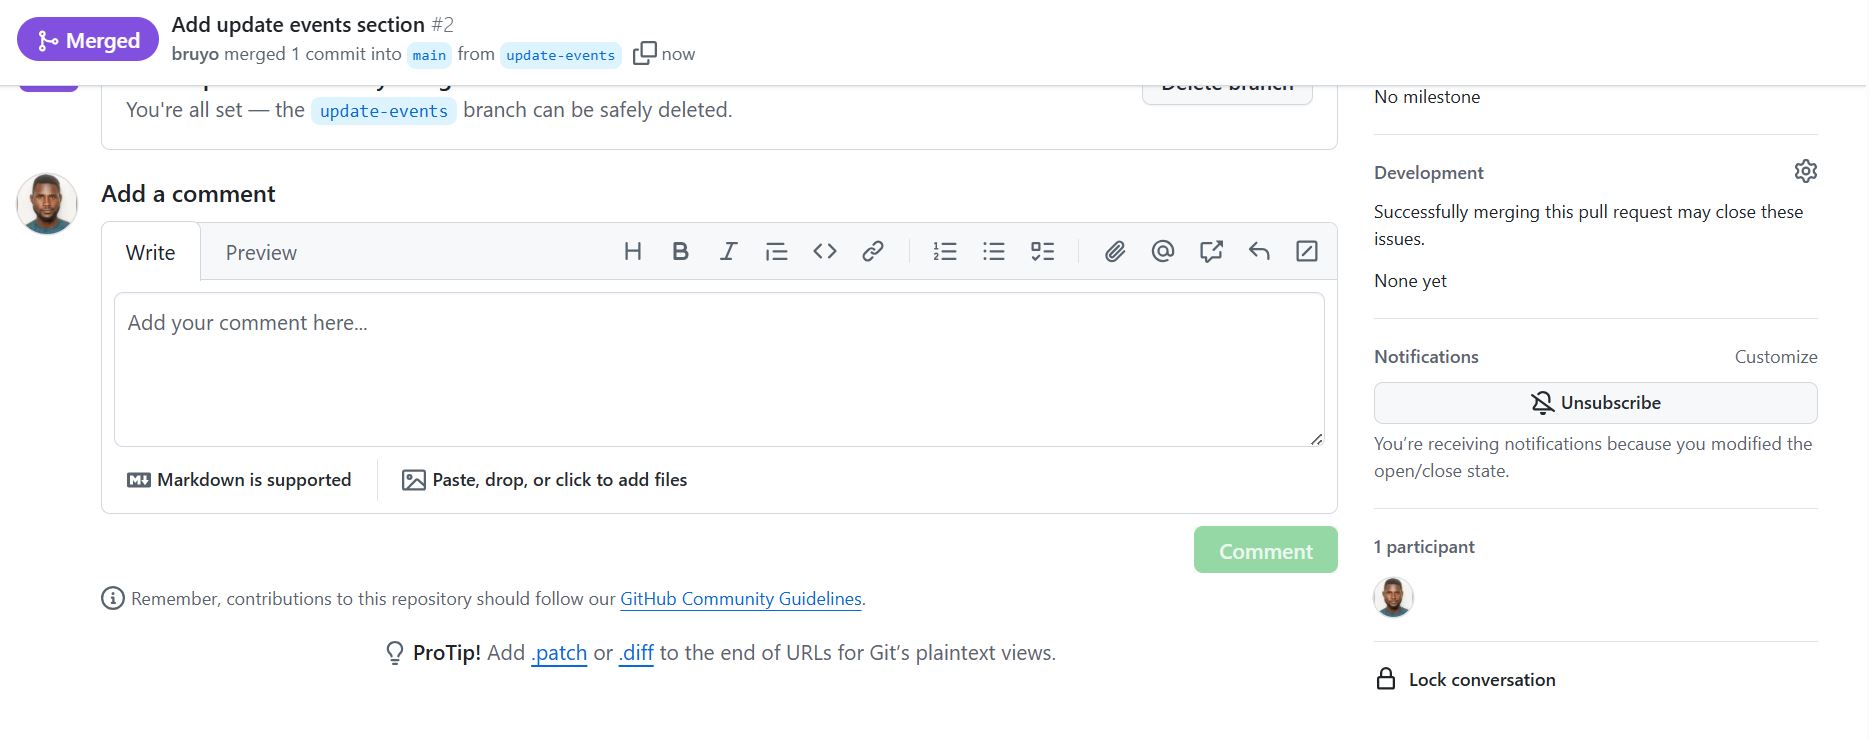 Merged
Add update events section #2
bruyo merged 1 commit into main from update-events now
Delete branch
You're all set — the update-events branch can be safely deleted.
Add a comment
Write Preview
Add your comment here...
Markdown is supported
Paste, drop, or click to add files
Comment
Remember, contributions to this repository should follow our GitHub Community Guidelines.
ProTip! Add .patch or .diff to the end of URLs for Git's plaintext views.
No milestone
Development
Successfully merging this pull request may close these
issues.
None yet
Notifications Customize
Unsubscribe
You're receiving notifications because you modified the
open/close state.
1 participant
Lock conversation